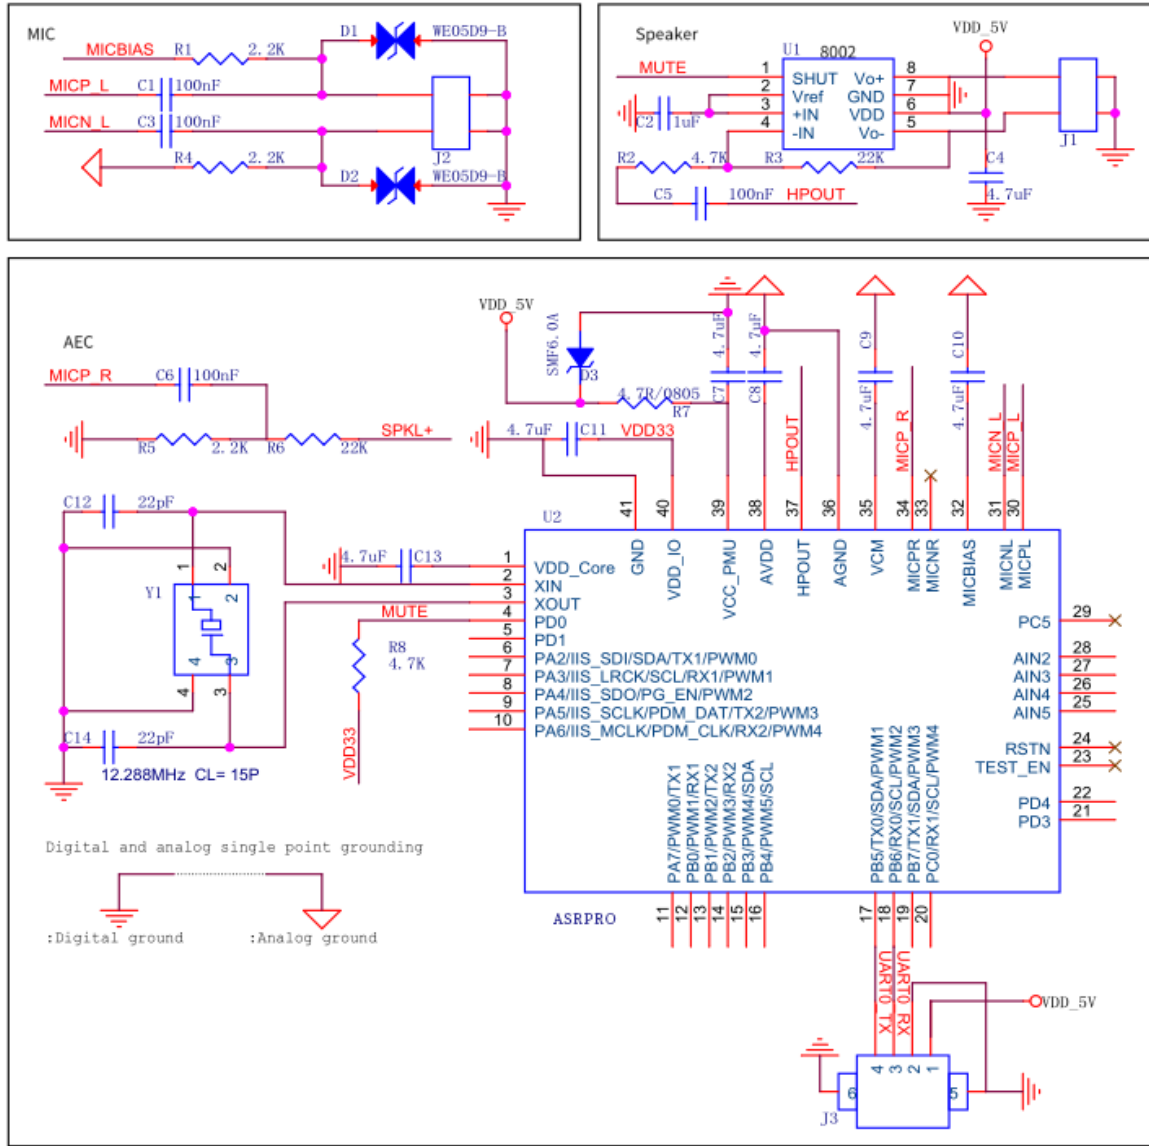 MIC
MICBIAS
R1
2.2K
D1
WE05D9-B
MICP_L
C1
100nF
MICN_L
C3
100nF
J2
R4
2.2K
D2
WE05D9-B
Speaker
VDD_5V
U1
8002
MUTE
1
SHUT
Vo+
8
2
Vref
GND
7
3
+IN
VDD
6
4
-IN
Vo-
5
C2
1uF
J1
R2
4.7K
R3
22K
C4
4.7uF
C5
100nF
HPOUT
AEC
MICP_R
C6
100nF
R5
2.2K
R6
22K
SPKL+
VDD_5V
SMF6.0A
D3
4.7R/0805
R7
4.7uF
C7
4.7uF
C8
C9
4.7uF
C10
4.7uF
4.7uF
C11
VDD33
HPOUT
MICP_R
MICN_L
MICP_L
C12
22pF
Y1
1
2
1
2
4
3
4
3
C14
22pF
12.288MHz CL= 15P
4.7uF
C13
MUTE
R8
4.7K
VDD33
U2
41
40
39
38
37
36
35
34
33
32
31
30
GND
VDD_IO
VCC_PMU
AVDD
HPOUT
AGND
VCM
MICPR
MICNR
MICBIAS
MICNL
MICPL
1
VDD_Core
2
XIN
3
XOUT
4
PD0
5
PD1
6
PA2/IIS_SDI/SDA/TX1/PWM0
7
PA3/IIS_LRCK/SCL/RX1/PWM1
8
PA4/IIS_SDO/PG_EN/PWM2
9
PA5/IIS_SCLK/PDM_DAT/TX2/PWM3
10
PA6/IIS_MCLK/PDM_CLK/RX2/PWM4
PC5
29
AIN2
28
AIN3
27
AIN4
26
AIN5
25
RSTN
24
TEST_EN
23
PD4
22
PD3
21
PA7/PWM0/TX1
PB0/PWM1/RX1
PB1/PWM2/TX2
PB2/PWM3/RX2
PB3/PWM4/SDA
PB4/PWM5/SCL
PB5/TX0/SDA/PWM1
PB6/RX0/SCL/PWM2
PB7/TX1/SDA/PWM3
PC0/RX1/SCL/PWM4
ASRPRO
11
12
13
14
15
16
17
18
19
20
Digital and analog single point grounding
:Digital ground
:Analog ground
UART0_TX
UART0_RX
VDD_5V
4
3
2
1
6
5
J3